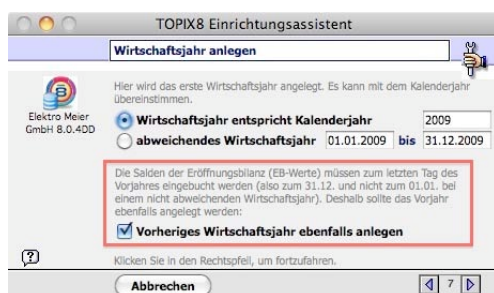 TOPIX8 Einrichtungsassistent
Wirtschaftsjahr anlegen
Elektro Meier
GmbH 8.0.4DD
Hier wird das erste Wirtschaftsjahr angelegt. Es kann mit dem Kalenderjahr
übereinstimmen.
Wirtschaftsjahr entspricht Kalenderjahr 2009
abweichendes Wirtschaftsjahr 01.01.2009 bis 31.12.2009
Die Salden der Eröffnungsbilanz (EB-Werte) müssen zum letzten Tag des
Vorjahres eingebucht werden (also zum 31.12. und nicht zum 01.01. bei
einem nicht abweichenden Wirtschaftsjahr). Deshalb sollte das Vorjahr
ebenfalls angelegt werden:
Vorheriges Wirtschaftsjahr ebenfalls anlegen
?
Klicken Sie in den Rechtspfeil, um fortzufahren.
Abbrechen 7